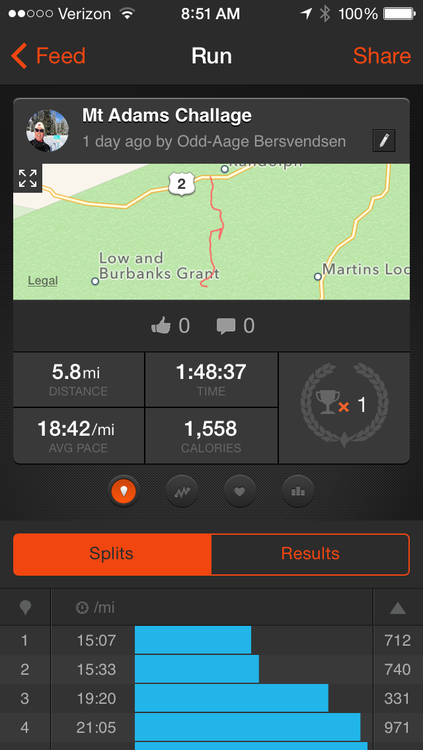 Verizon 8:51 AM 100%
Feed Run Share
Mt Adams Challage
1 day ago by Odd-Aage Bersvendsen
Randolph
2
Low and
Burbanks Grant
Martins Loc
Legal
0 0
5.8mi 1:48:37
DISTANCE TIME
x 1
18:42/mi 1,558
AVG PACE CALORIES
Splits Results
/mi
1 15:07 712
2 15:33 740
3 19:20 331
4 21:05 971